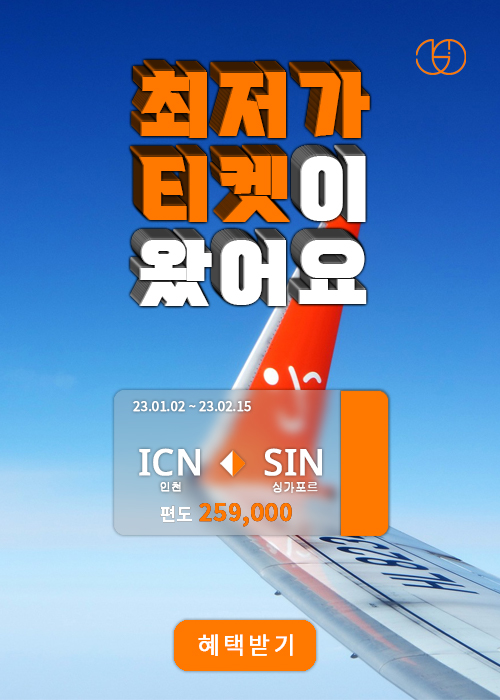 최저가
티켓이
왔어요
23.01.02 ~ 23.02.15
ICN SIN
인천 싱가포르
편도 259,000
HL8233
혜택받기